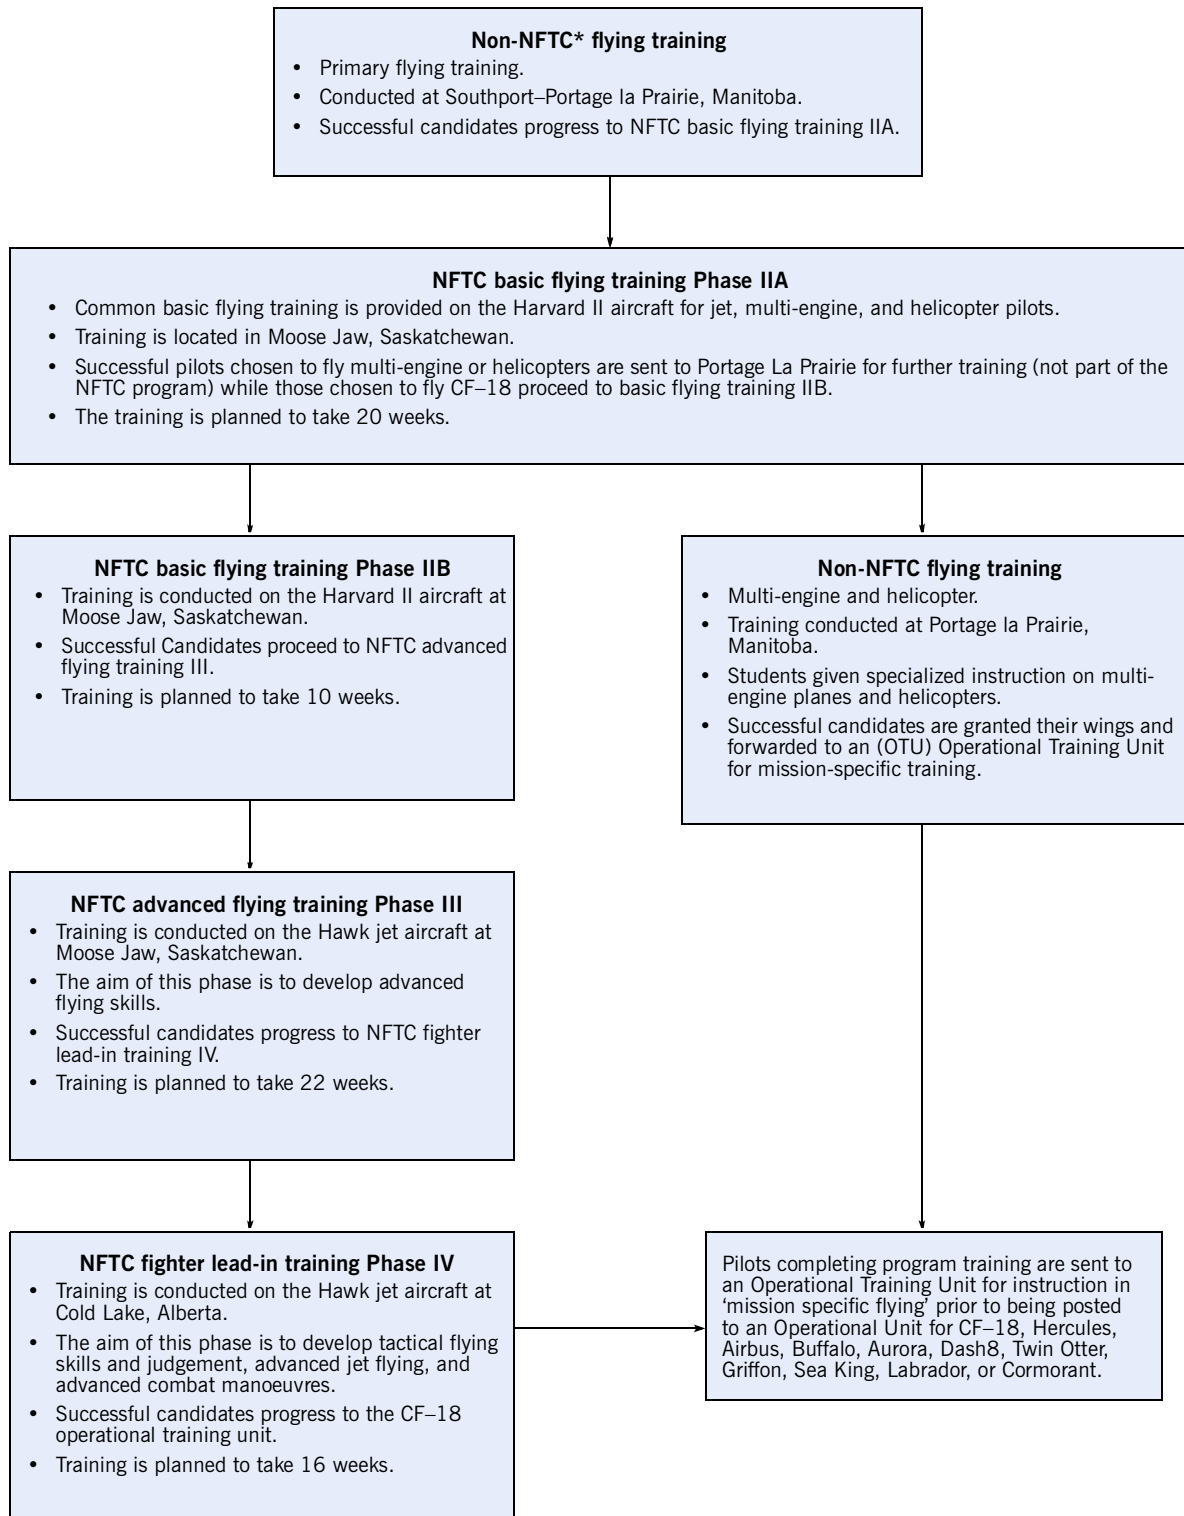 Non-NFTC* flying training
• Primary flying training.
• Conducted at Southport–Portage la Prairie, Manitoba.
• Successful candidates progress to NFTC basic flying training IIA.
NFTC basic flying training Phase IIA
• Common basic flying training is provided on the Harvard II aircraft for jet, multi-engine, and helicopter pilots.
• Training is located in Moose Jaw, Saskatchewan.
• Successful pilots chosen to fly multi-engine or helicopters are sent to Portage La Prairie for further training (not part of the
NFTC program) while those chosen to fly CF–18 proceed to basic flying training IIB.
• The training is planned to take 20 weeks.
NFTC basic flying training Phase IIB
• Training is conducted on the Harvard II aircraft at
Moose Jaw, Saskatchewan.
• Successful Candidates proceed to NFTC advanced
flying training III.
• Training is planned to take 10 weeks.
Non-NFTC flying training
• Multi-engine and helicopter.
• Training conducted at Portage la Prairie,
Manitoba.
• Students given specialized instruction on multi-
engine planes and helicopters.
• Successful candidates are granted their wings and
forwarded to an (OTU) Operational Training Unit
for mission-specific training.
NFTC advanced flying training Phase III
• Training is conducted on the Hawk jet aircraft at
Moose Jaw, Saskatchewan.
• The aim of this phase is to develop advanced
flying skills.
• Successful candidates progress to NFTC fighter
lead-in training IV.
• Training is planned to take 22 weeks.
NFTC fighter lead-in training Phase IV
• Training is conducted on the Hawk jet aircraft at
Cold Lake, Alberta.
• The aim of this phase is to develop tactical flying
skills and judgement, advanced jet flying, and
advanced combat manoeuvres.
• Successful candidates progress to the CF–18
operational training unit.
• Training is planned to take 16 weeks.
Pilots completing program training are sent to
an Operational Training Unit for instruction in
‘mission specific flying’ prior to being posted
to an Operational Unit for CF–18, Hercules,
Airbus, Buffalo, Aurora, Dash8, Twin Otter,
Griffon, Sea King, Labrador, or Cormorant.